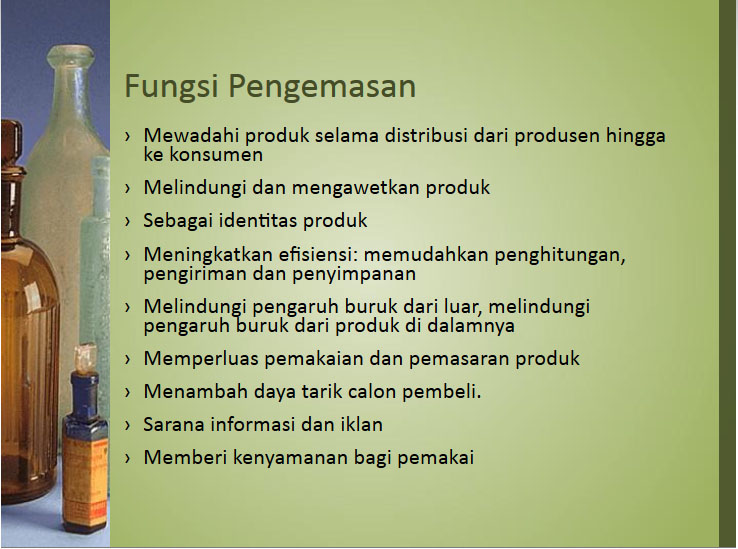 Fungsi Pengemasan
› Mewadahi produk selama distribusi dari produsen hingga
ke konsumen
› Melindungi dan mengawetkan produk
› Sebagai identitas produk
› Meningkatkan efisiensi: memudahkan penghitungan,
pengiriman dan penyimpanan
› Melindungi pengaruh buruk dari luar, melindungi
pengaruh buruk dari produk di dalamnya
› Memperluas pemakaian dan pemasaran produk
› Menambah daya tarik calon pembeli.
› Sarana informasi dan iklan
› Memberi kenyamanan bagi pemakai